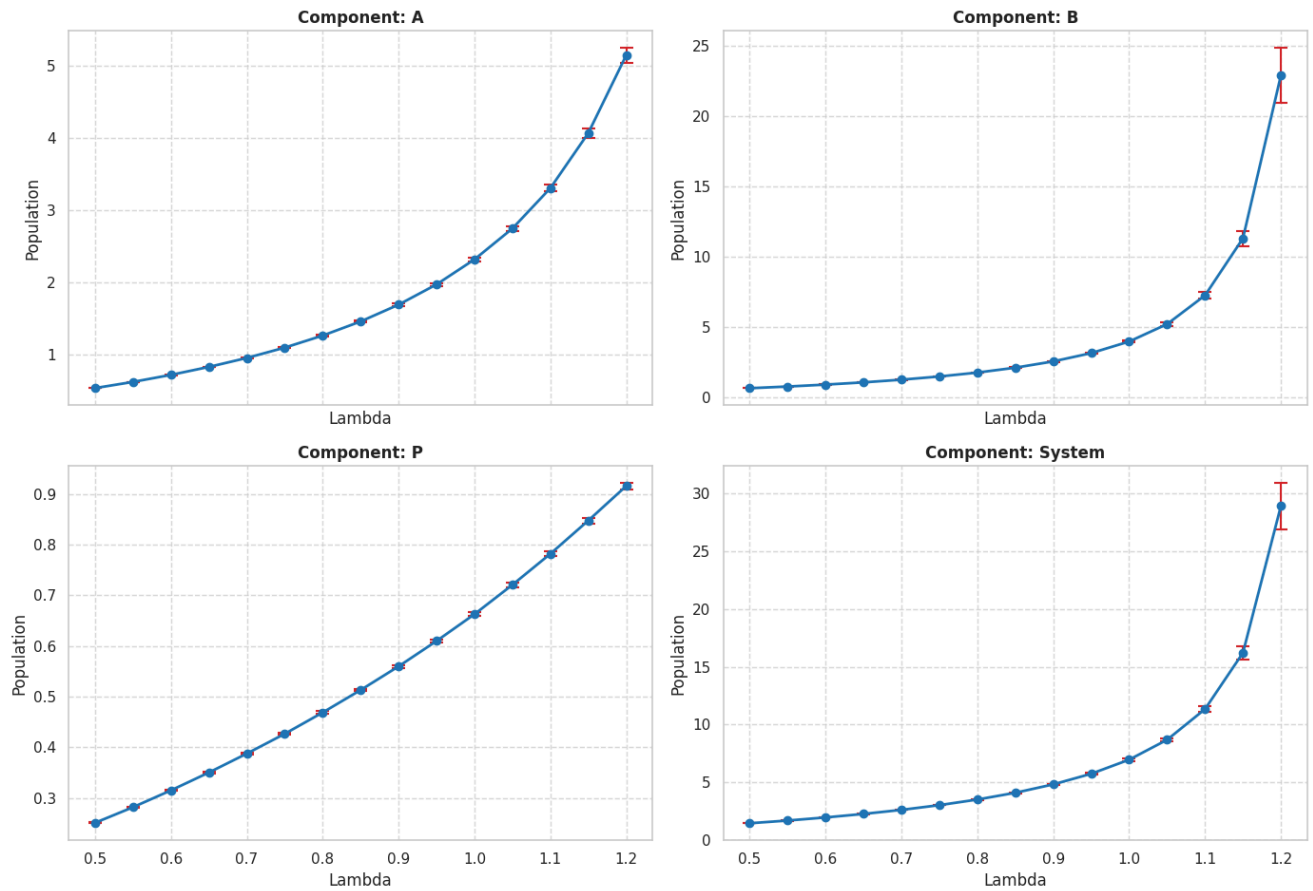 Component: A
Population
5
4
3
2
1
Lambda
Component: B
Population
25
20
15
10
5
0
Lambda
Component: P
Population
0.9
0.8
0.7
0.6
0.5
0.4
0.3
0.5 0.6 0.7 0.8 0.9 1.0 1.1 1.2
Lambda
Component: System
Population
30
25
20
15
10
5
0
0.5 0.6 0.7 0.8 0.9 1.0 1.1 1.2
Lambda